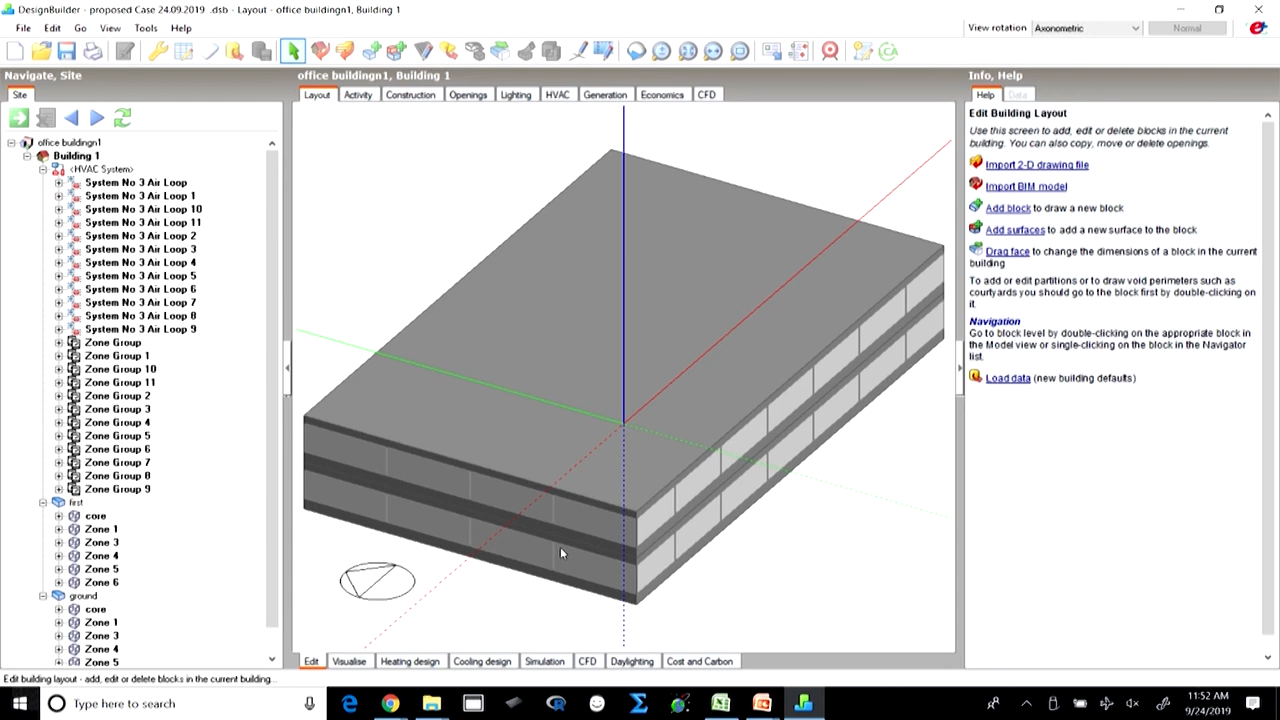 DesignBuilder - proposed Case 24.09.2019 .dsb - Layout - office buildingn1, Building 1
File Edit Go View Tools Help
View rotation Axonometric Normal
Navigate, Site
office buildingn1, Building 1
Info, Help
Site
Layout Activity Construction Openings Lighting HVAC Generation Economics CFD
Help Data
office buildingn1
Building 1
<HVAC System>
System No 3 Air Loop
System No 3 Air Loop 1
System No 3 Air Loop 10
System No 3 Air Loop 11
System No 3 Air Loop 2
System No 3 Air Loop 3
System No 3 Air Loop 4
System No 3 Air Loop 5
System No 3 Air Loop 6
System No 3 Air Loop 7
System No 3 Air Loop 8
System No 3 Air Loop 9
Zone Group
Zone Group 1
Zone Group 10
Zone Group 11
Zone Group 2
Zone Group 3
Zone Group 4
Zone Group 5
Zone Group 6
Zone Group 7
Zone Group 8
Zone Group 9
first
core
Zone 1
Zone 3
Zone 4
Zone 5
Zone 6
ground
core
Zone 1
Zone 3
Zone 4
Zone 5
Edit Building Layout
Use this screen to add, edit or delete blocks in the current
building. You can also copy, move or delete openings.
Import 2-D drawing file
Import BIM model
Add block to draw a new block
Add surfaces to add a new surface to the block
Drag face to change the dimensions of a block in the current
building
To add or edit partitions or to draw void perimeters such as
courtyards you should go to the block first by double-clicking on
it.
Navigation
Go to block level by double-clicking on the appropriate block in
the Model view or single-clicking on the block in the Navigator
list.
Load data (new building defaults)
Edit Visualise Heating design Cooling design Simulation CFD Daylighting Cost and Carbon
Edit building layout - add, edit or delete blocks in the current building...
Type here to search
11:52 AM
9/24/2019